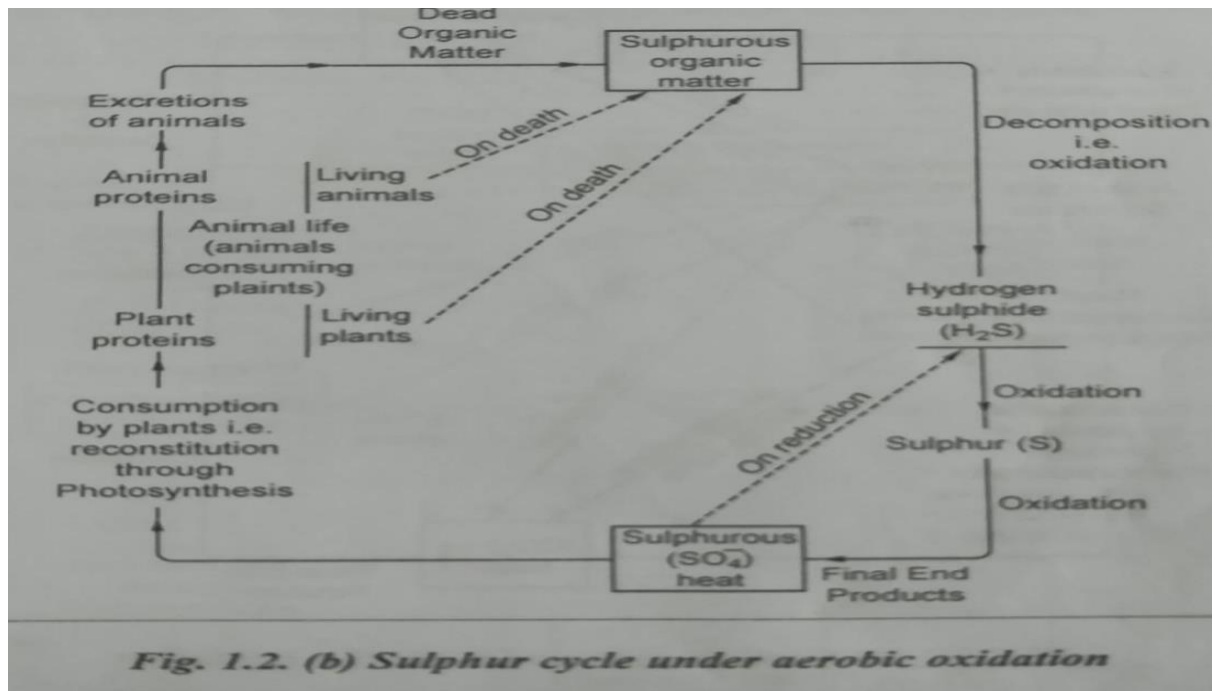 Dead
Organic
Matter
Sulphurous
organic
matter
Excretions
of animals
Decomposition
i.e.
oxidation
On death
Animal
proteins
Living
animals
On death
Animal life
(animals
consuming
plaints)
Plant
proteins
Living
plants
Hydrogen
sulphide
(H₂S)
Oxidation
Consumption
by plants i.e.
reconstitution
through
Photosynthesis
On reduction
Sulphur (S)
Oxidation
Sulphurous
(SO₄⁻)
heat
Final End
Products
Fig. 1.2. (b) Sulphur cycle under aerobic oxidation